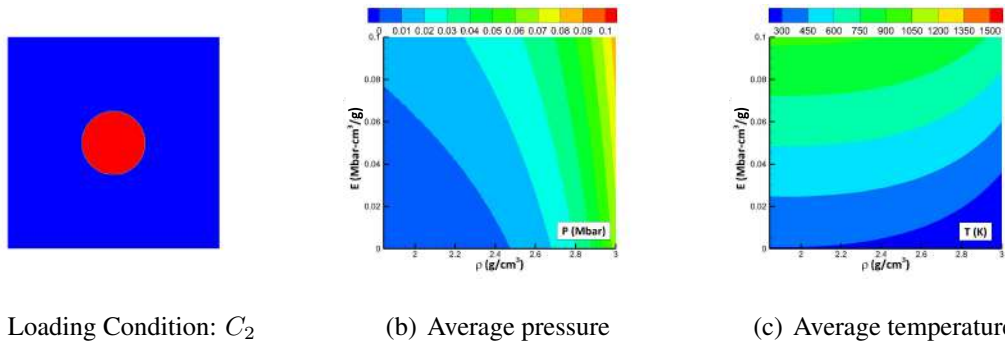 0 0.01 0.02 0.03 0.04 0.05 0.06 0.07 0.08 0.09 0.1
300 450 600 750 900 1050 1200 1350 1500
0.1
0.08
0.06
0.04
0.02
0
E (Mbar-cm³/g)
P (Mbar)
2 2.2 2.4 2.6 2.8 3
ρ (g/cm³)
0.1
0.08
0.06
0.04
0.02
0
E (Mbar-cm³/g)
T (K)
2 2.2 2.4 2.6 2.8 3
ρ (g/cm³)
Loading Condition: C₂
(b) Average pressure
(c) Average temperature